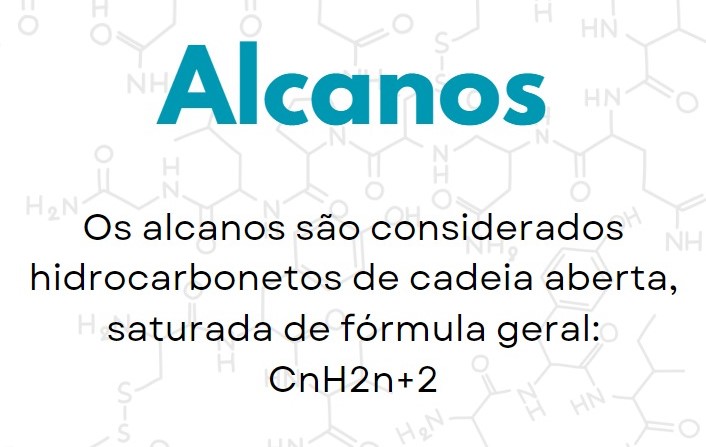 Alcanos
Os alcanos são considerados
hidrocarbonetos de cadeia aberta,
saturada de fórmula geral:
CnH2n+2